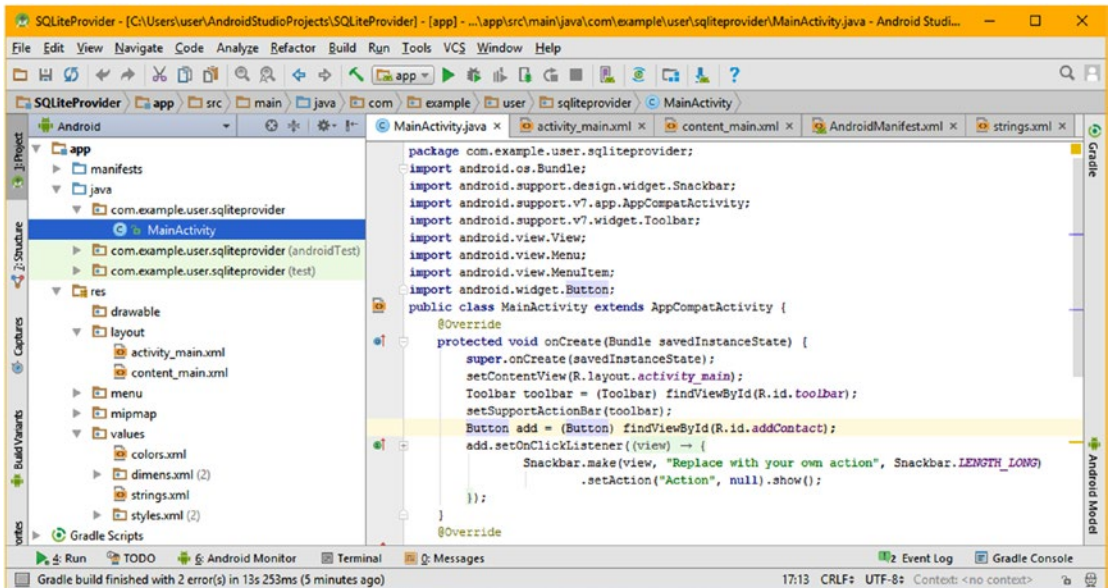 SQLiteProvider - [C:\Users\user\AndroidStudioProjects\SQLiteProvider] - [app] - ...\app\src\main\java\com\example\user\sqliteprovider\MainActivity.java - Android Studi...
File Edit View Navigate Code Analyze Refactor Build Run Tools VCS Window Help
app
SQLiteProvider app src main java com example user sqliteprovider MainActivity
Android
MainActivity.java × activity_main.xml × content_main.xml × AndroidManifest.xml × strings.xml ×
1: Project
7: Structure
Captures
Build Variants
app
manifests
java
com.example.user.sqliteprovider
MainActivity
com.example.user.sqliteprovider (androidTest)
com.example.user.sqliteprovider (test)
res
drawable
layout
activity_main.xml
content_main.xml
menu
mipmap
values
colors.xml
dimens.xml (2)
strings.xml
styles.xml (2)
Gradle Scripts
package com.example.user.sqliteprovider;
import android.os.Bundle;
import android.support.design.widget.Snackbar;
import android.support.v7.app.AppCompatActivity;
import android.support.v7.widget.Toolbar;
import android.view.View;
import android.view.Menu;
import android.view.MenuItem;
import android.widget.Button;
public class MainActivity extends AppCompatActivity {
@Override
protected void onCreate(Bundle savedInstanceState) {
super.onCreate(savedInstanceState);
setContentView(R.layout.activity_main);
Toolbar toolbar = (Toolbar) findViewById(R.id.toolbar);
setSupportActionBar(toolbar);
Button add = (Button) findViewById(R.id.addContact);
add.setOnClickListener((view) → {
Snackbar.make(view, "Replace with your own action", Snackbar.LENGTH_LONG)
.setAction("Action", null).show();
});
}
@Override
Gradle
Android Model
4: Run TODO 6: Android Monitor Terminal 0: Messages 2 Event Log Gradle Console
Gradle build finished with 2 error(s) in 13s 253ms (5 minutes ago) 17:13 CRLF÷ UTF-8÷ Context: <no context>